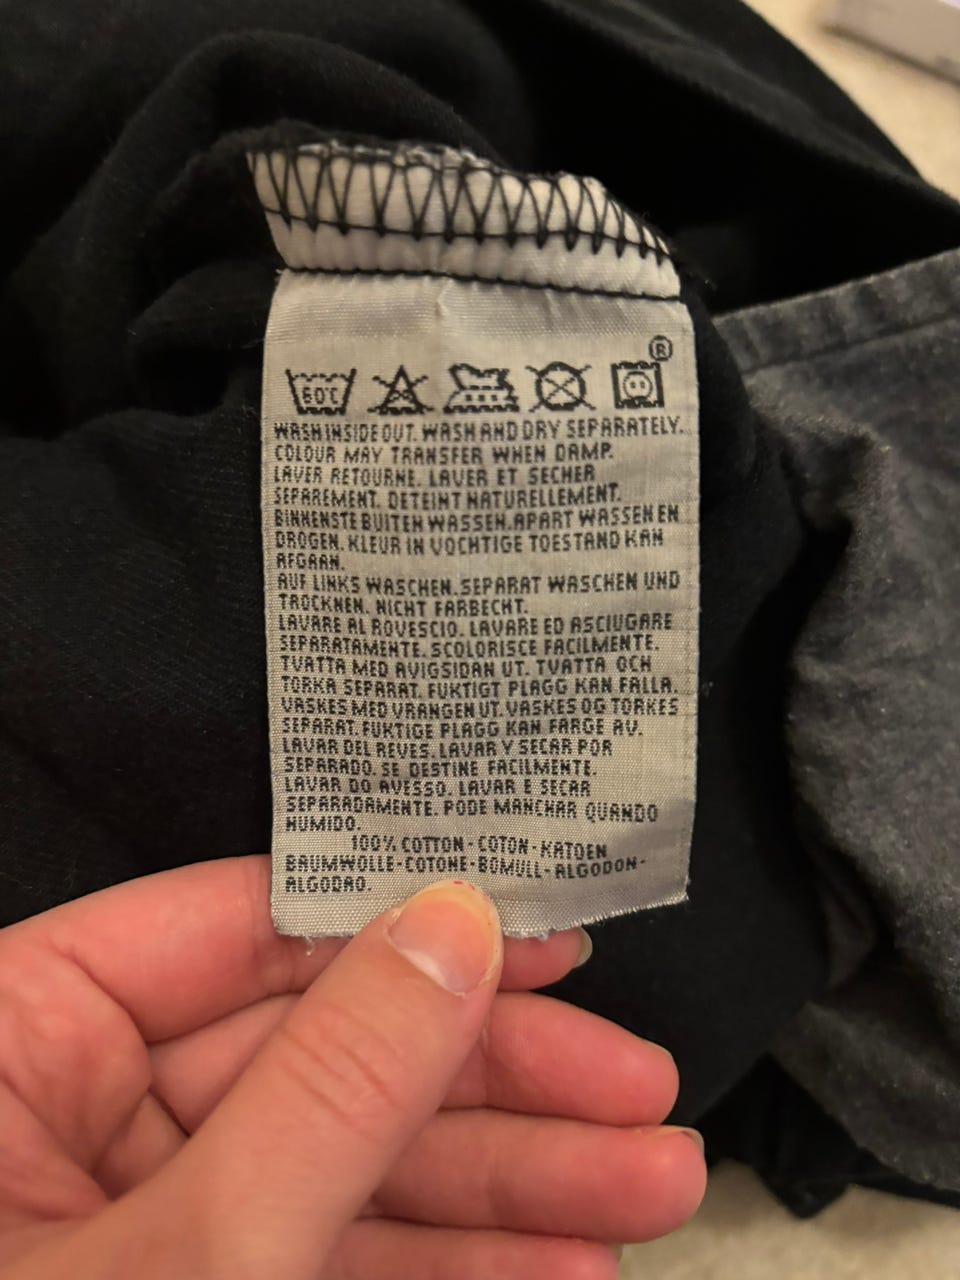 ®
60°C
WASH INSIDE OUT. WASH AND DRY SEPARATELY.
COLOUR MAY TRANSFER WHEN DAMP.
LAVER RETOURNE. LAVER ET SECHER
SEPAREMENT. DETEINT NATURELLEMENT.
BINNENSTE BUITEN WASSEN. APART WASSEN EN
DROGEN. KLEUR IN VOCHTIGE TOESTAND KAN
AFGAAN.
AUF LINKS WASCHEN. SEPARAT WASCHEN UND
TROCKNEN. NICHT FARBECHT.
LAVARE AL ROVESCIO. LAVARE ED ASCIUGARE
SEPARATAMENTE. SCOLORISCE FACILMENTE.
TVATTA MED AVIGSIDAN UT. TVATTA OCH
TORKA SEPARAT. FUKTIGT PLAGG KAN FALLA.
VASKES MED VRANGEN UT. VASKES OG TORKES
SEPARAT. FUKTIGE PLAGG KAN FARGE AV.
LAVAR DEL REVES. LAVAR Y SECAR POR
SEPARADO. SE DESTINE FACILMENTE.
LAVAR DO AVESSO. LAVAR E SECAR
SEPARADAMENTE. PODE MANCHAR QUANDO
HUMIDO.
100% COTTON - COTON - KATOEN
BAUMWOLLE - COTONE - BOMULL - ALGODON -
ALGODAO.